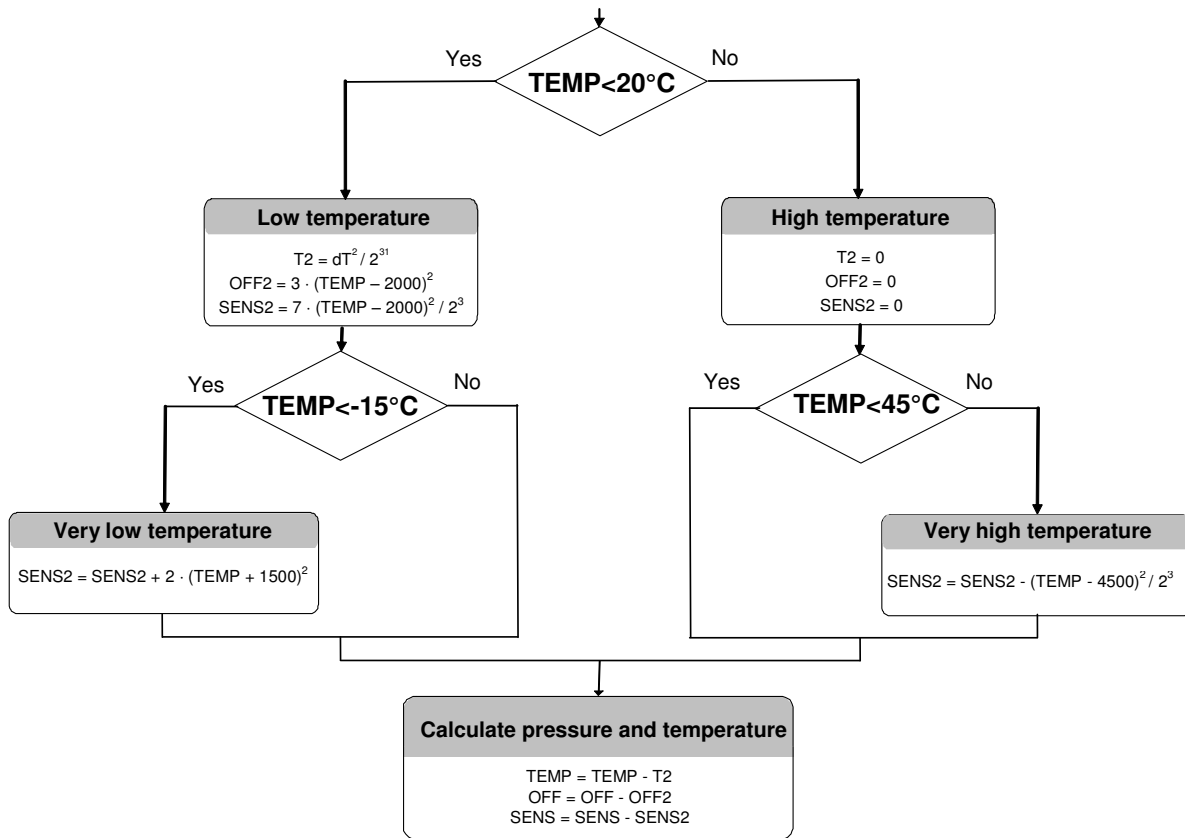 Yes
No
TEMP<20°C
Low temperature
T2 = dT² / 2³¹
OFF2 = 3 · (TEMP – 2000)²
SENS2 = 7 · (TEMP – 2000)² / 2³
High temperature
T2 = 0
OFF2 = 0
SENS2 = 0
Yes
No
TEMP<-15°C
Yes
No
TEMP<45°C
Very low temperature
SENS2 = SENS2 + 2 · (TEMP + 1500)²
Very high temperature
SENS2 = SENS2 - (TEMP - 4500)² / 2³
Calculate pressure and temperature
TEMP = TEMP - T2
OFF = OFF - OFF2
SENS = SENS - SENS2